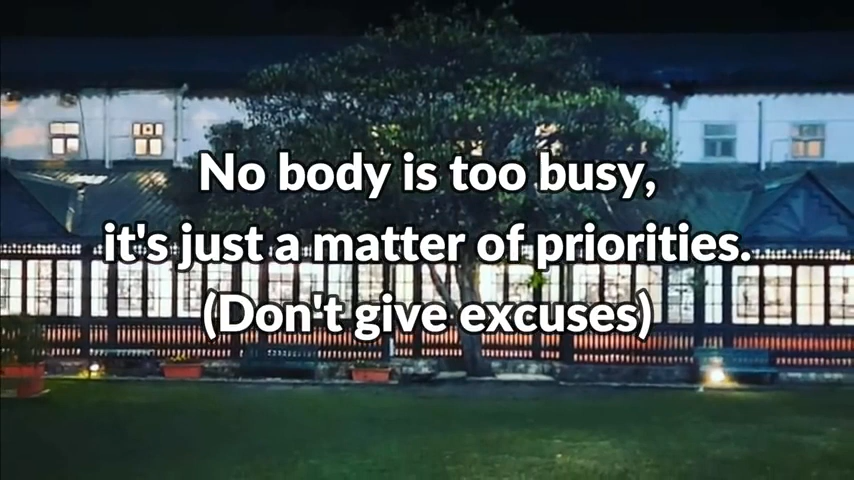 No body is too busy,
it's just a matter of priorities.
(Don't give excuses)